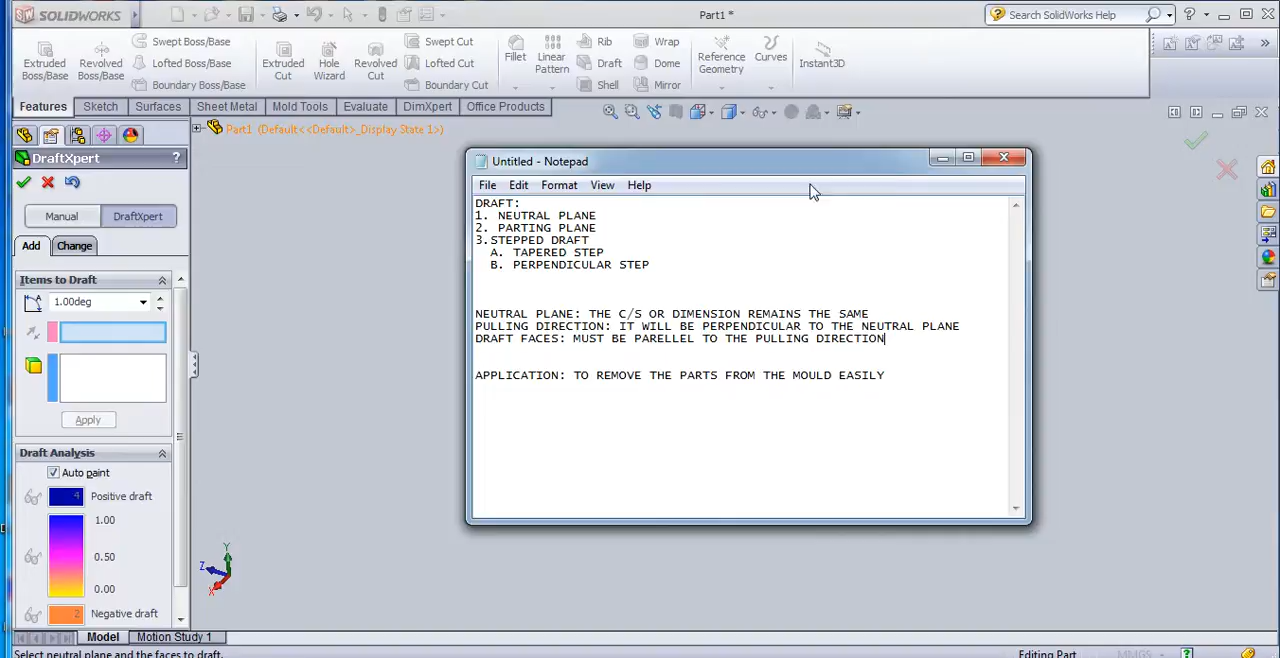 SOLIDWORKS
Part1 *
Search SolidWorks Help
Extruded Boss/Base
Revolved Boss/Base
Swept Boss/Base
Lofted Boss/Base
Boundary Boss/Base
Extruded Cut
Hole Wizard
Revolved Cut
Swept Cut
Lofted Cut
Boundary Cut
Fillet
Linear Pattern
Rib
Draft
Shell
Wrap
Dome
Mirror
Reference Geometry
Curves
Instant3D
Features Sketch Surfaces Sheet Metal Mold Tools Evaluate DimXpert Office Products
Part1 (Default<<Default>_Display State 1>)
DraftXpert ?
Manual DraftXpert
Add Change
Items to Draft
1.00deg
Apply
Draft Analysis
Auto paint
4 Positive draft
1.00
0.50
0.00
2 Negative draft
Untitled - Notepad
File Edit Format View Help
DRAFT:
1. NEUTRAL PLANE
2. PARTING PLANE
3.STEPPED DRAFT
A. TAPERED STEP
B. PERPENDICULAR STEP
NEUTRAL PLANE: THE C/S OR DIMENSION REMAINS THE SAME
PULLING DIRECTION: IT WILL BE PERPENDICULAR TO THE NEUTRAL PLANE
DRAFT FACES: MUST BE PARELLEL TO THE PULLING DIRECTION
APPLICATION: TO REMOVE THE PARTS FROM THE MOULD EASILY
Y
Z
X
Model Motion Study 1
Select neutral plane and the faces to draft.
Editing Part
MMGS